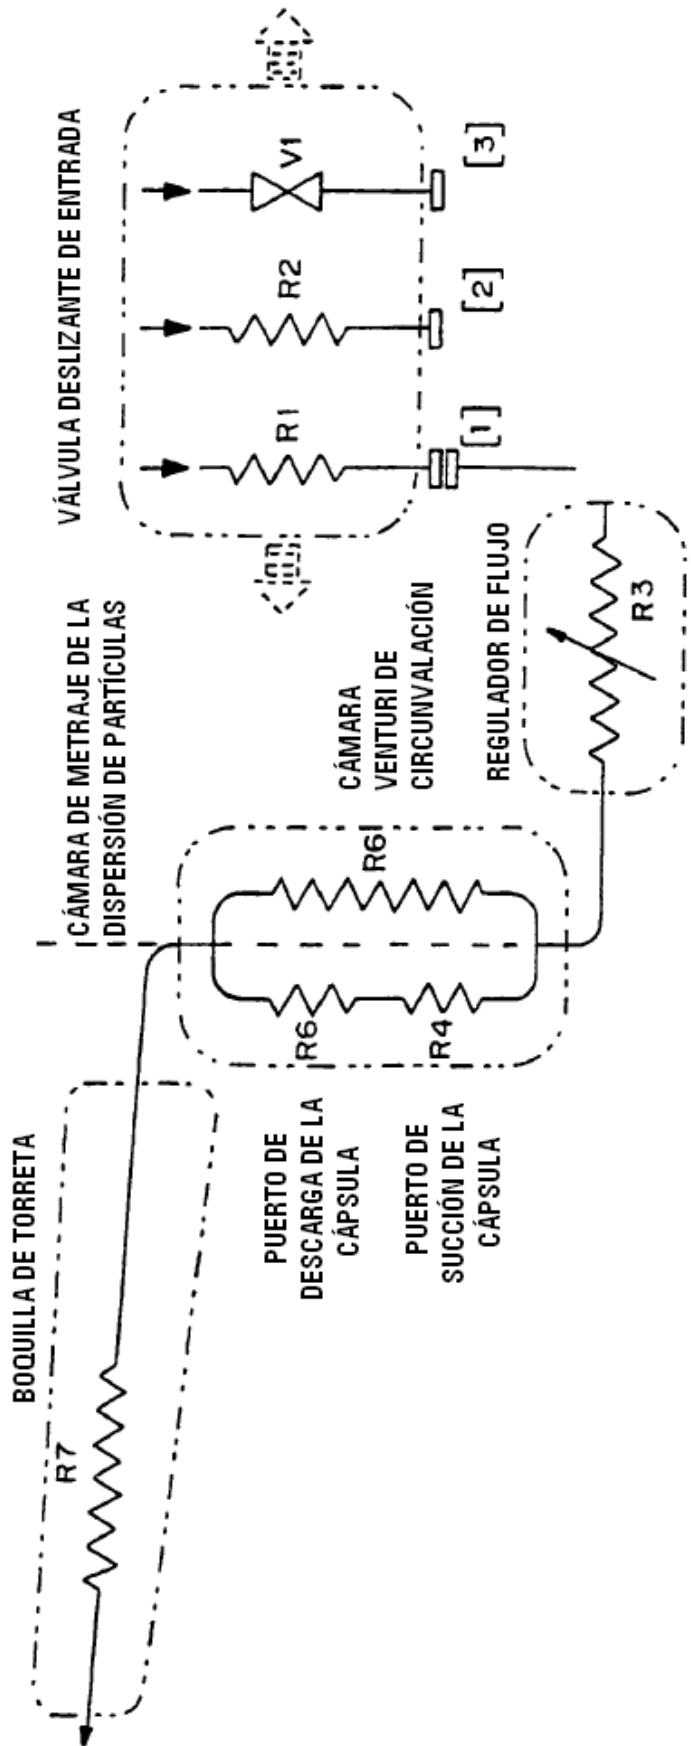 BOQUILLA DE TORRETA
R7
CÁMARA DE METRAJE DE LA
DISPERSIÓN DE PARTÍCULAS
VÁLVULA DESLIZANTE DE ENTRADA
R1
R2
V1
[1]
[2]
[3]
PUERTO DE
DESCARGA DE LA
CÁPSULA
PUERTO DE
SUCCIÓN DE LA
CÁPSULA
R6
R4
R6I
CÁMARA
VENTURI DE
CIRCUNVALACIÓN
REGULADOR DE FLUJO
R3